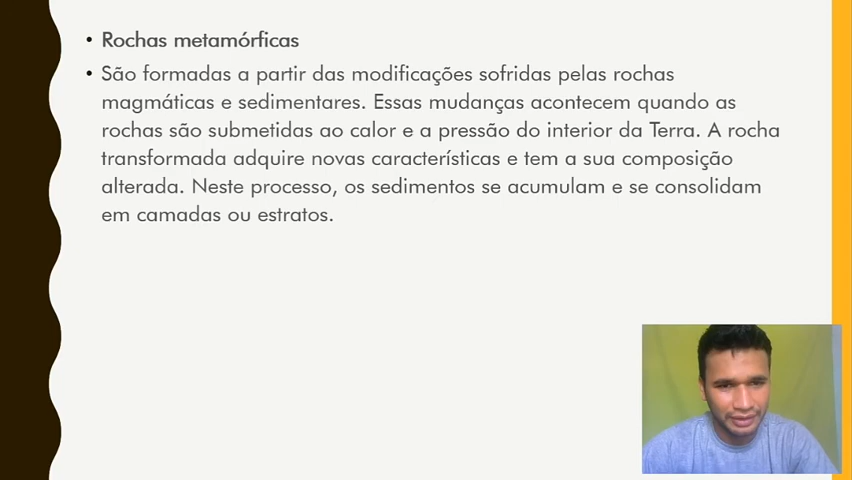 • Rochas metamórficas
• São formadas a partir das modificações sofridas pelas rochas
magmáticas e sedimentares. Essas mudanças acontecem quando as
rochas são submetidas ao calor e a pressão do interior da Terra. A rocha
transformada adquire novas características e tem a sua composição
alterada. Neste processo, os sedimentos se acumulam e se consolidam
em camadas ou estratos.